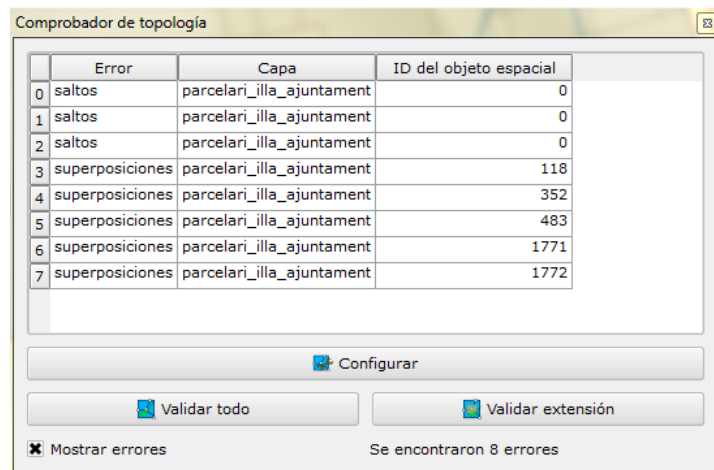 Comprobador de topología
Error Capa ID del objeto espacial
0 saltos parcelari_illa_ajuntament 0
1 saltos parcelari_illa_ajuntament 0
2 saltos parcelari_illa_ajuntament 0
3 superposiciones parcelari_illa_ajuntament 118
4 superposiciones parcelari_illa_ajuntament 352
5 superposiciones parcelari_illa_ajuntament 483
6 superposiciones parcelari_illa_ajuntament 1771
7 superposiciones parcelari_illa_ajuntament 1772
Configurar
Validar todo Validar extensión
Mostrar errores Se encontraron 8 errores